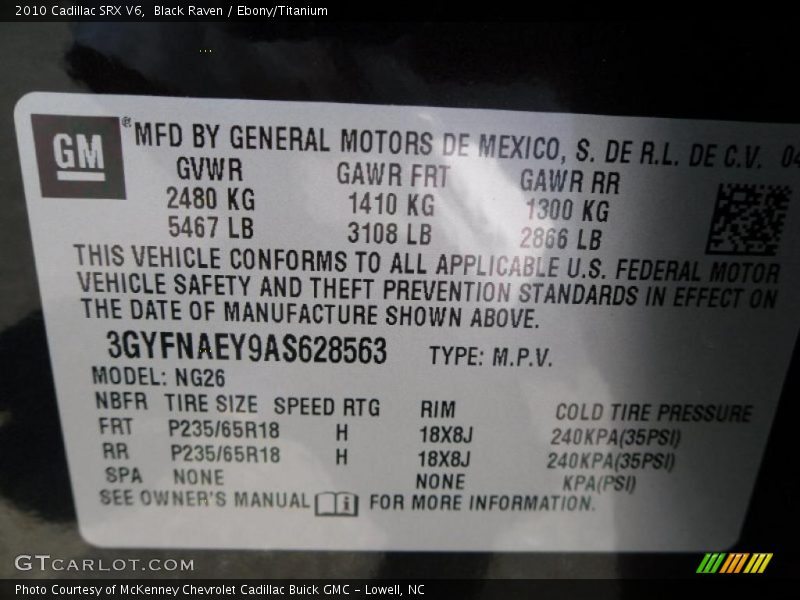 2010 Cadillac SRX V6, Black Raven / Ebony/Titanium
GM ® MFD BY GENERAL MOTORS DE MEXICO, S. DE R.L. DE C.V.
GVWR GAWR FRT GAWR RR
2480 KG 1410 KG 1300 KG
5467 LB 3108 LB 2866 LB
THIS VEHICLE CONFORMS TO ALL APPLICABLE U.S. FEDERAL MOTOR
VEHICLE SAFETY AND THEFT PREVENTION STANDARDS IN EFFECT ON
THE DATE OF MANUFACTURE SHOWN ABOVE.
3GYFNAEY9AS628563 TYPE: M.P.V.
MODEL: NG26
NBFR TIRE SIZE SPEED RTG RIM COLD TIRE PRESSURE
FRT P235/65R18 H 18X8J 240KPA(35PSI)
RR P235/65R18 H 18X8J 240KPA(35PSI)
SPA NONE NONE KPA(PSI)
SEE OWNER'S MANUAL FOR MORE INFORMATION.
GTCARLOT.COM
Photo Courtesy of McKenney Chevrolet Cadillac Buick GMC - Lowell, NC